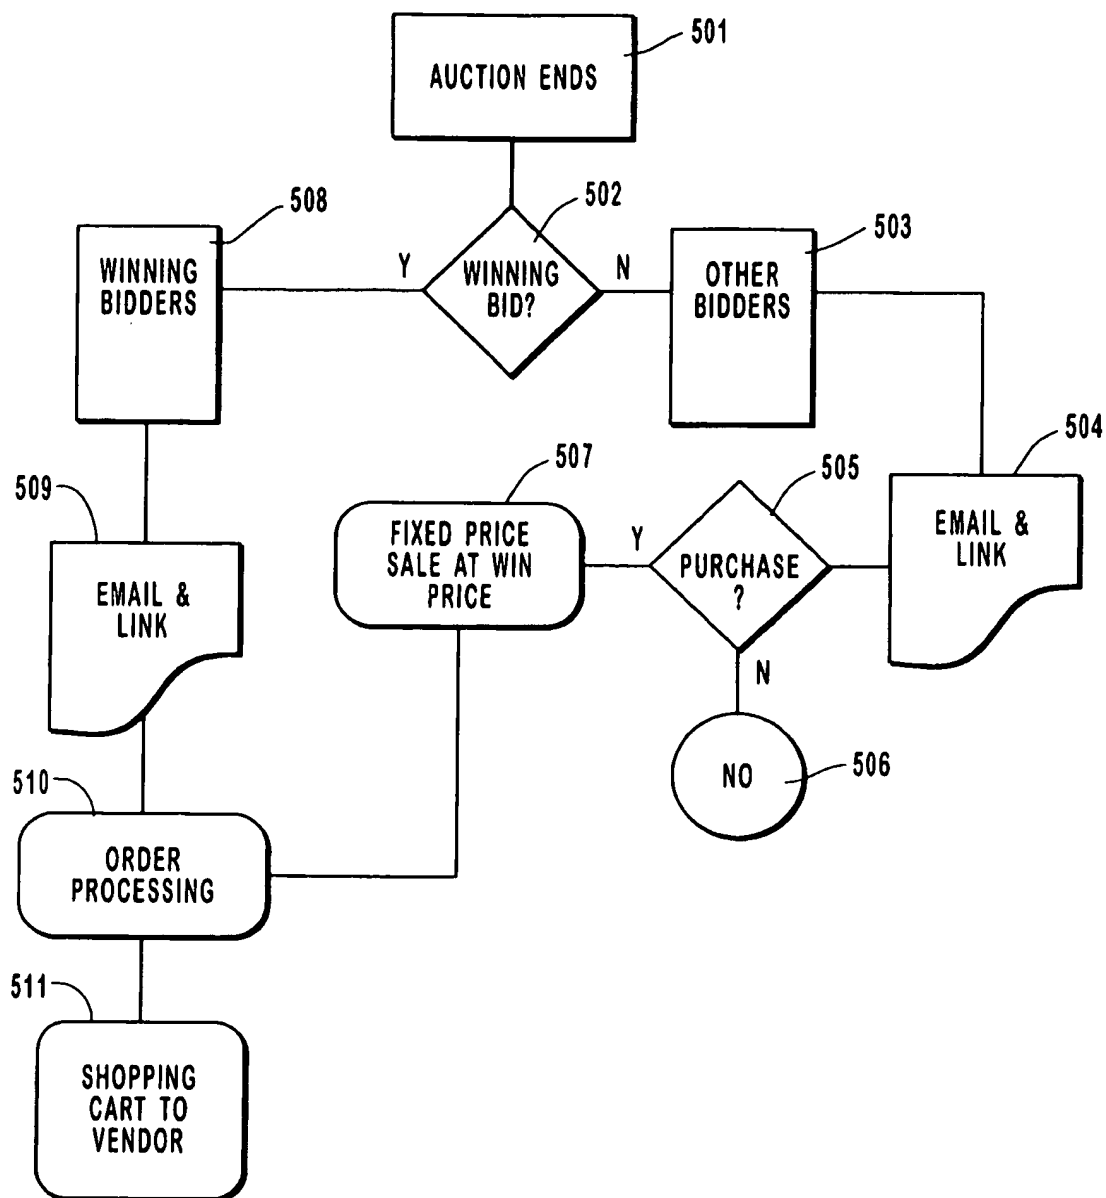 501
AUCTION ENDS
502
508
503
WINNING
BIDDERS
Y
WINNING
BID?
N
OTHER
BIDDERS
504
507
505
509
EMAIL &
LINK
FIXED PRICE
SALE AT WIN
PRICE
Y
PURCHASE
?
EMAIL &
LINK
N
NO
506
510
ORDER
PROCESSING
511
SHOPPING
CART TO
VENDOR